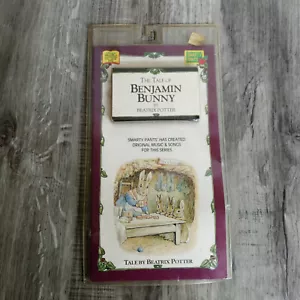 THE TALE OF
BENJAMIN BUNNY
BY
BEATRIX POTTER
SMARTY PANTS HAS CREATED
ORIGINAL MUSIC & SONGS
FOR THIS SERIES
TALE BY BEATRIX POTTER